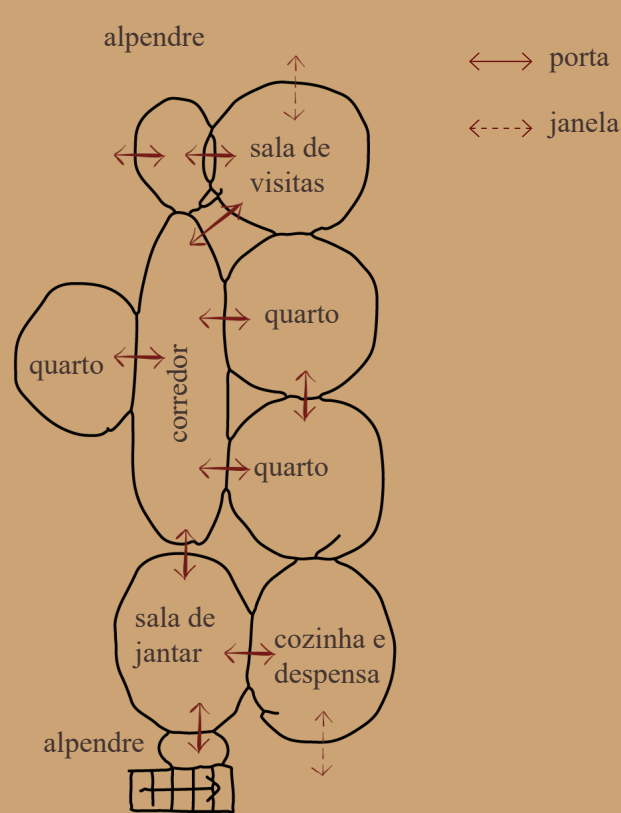 alpendre
porta
janela
sala de
visitas
quarto
quarto
corredor
quarto
sala de
jantar
cozinha e
despensa
alpendre